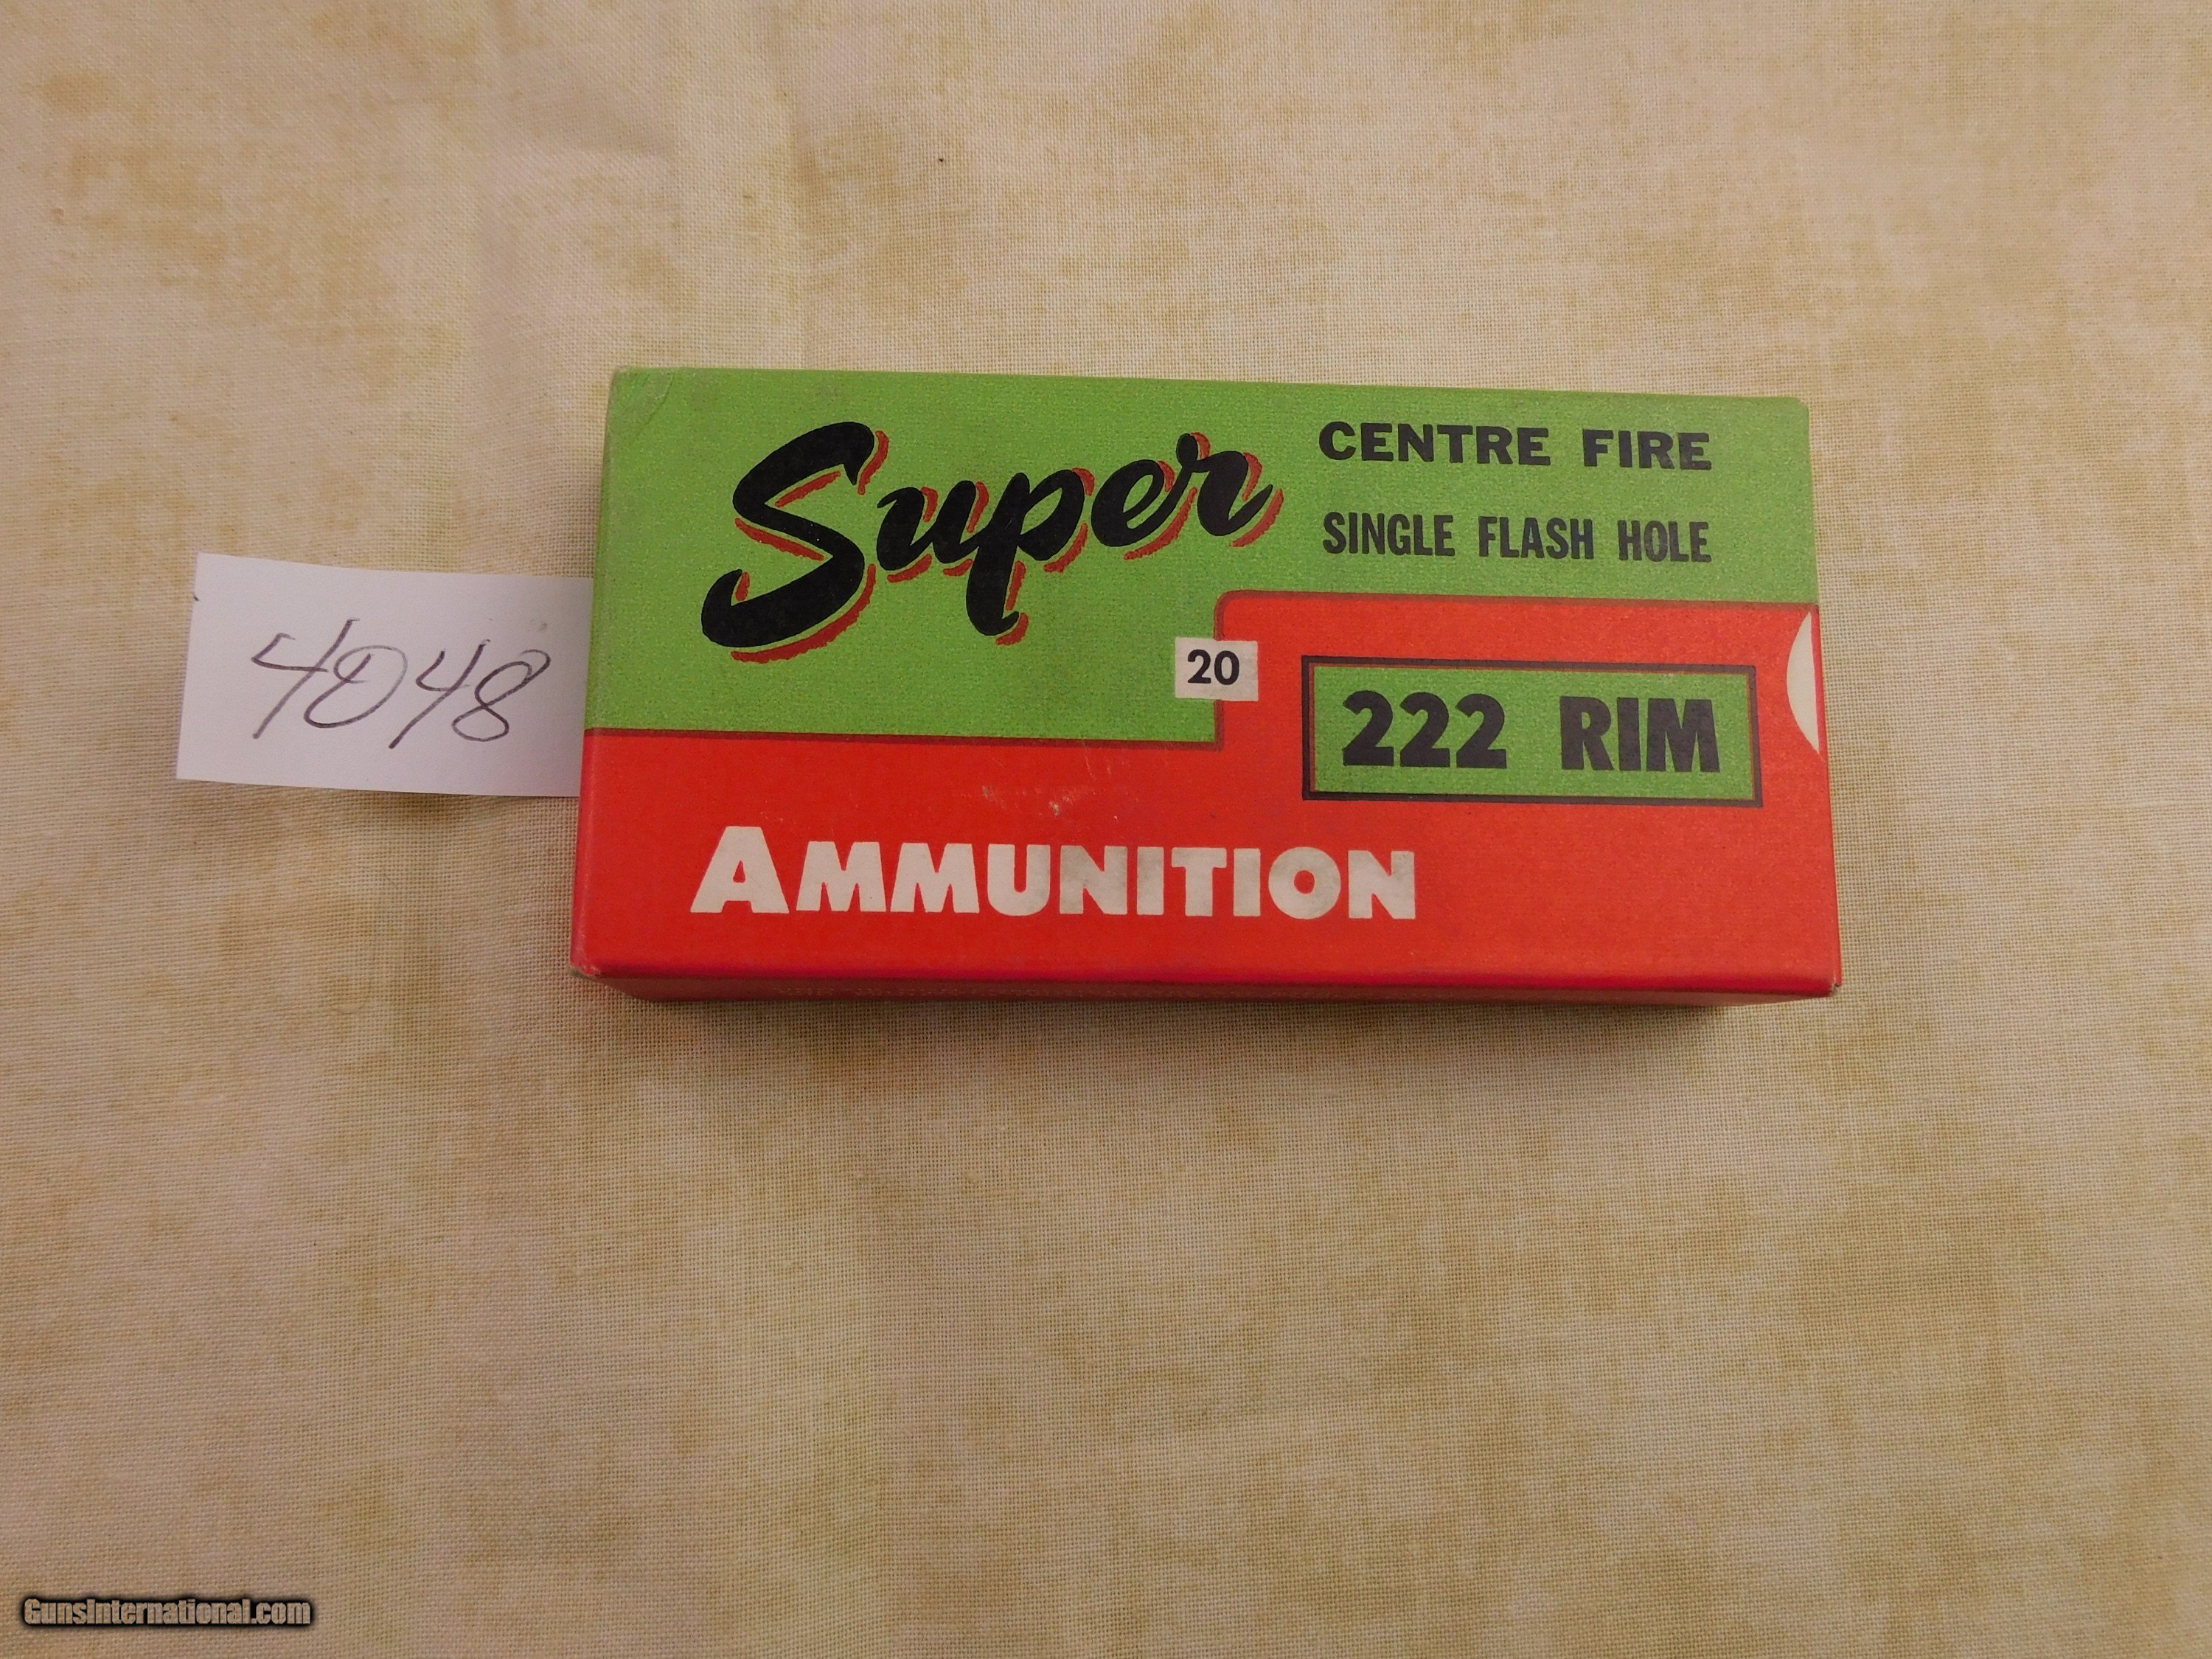 4048
Super
CENTRE FIRE
SINGLE FLASH HOLE
20
222 RIM
AMMUNITION
GunsInternational.com